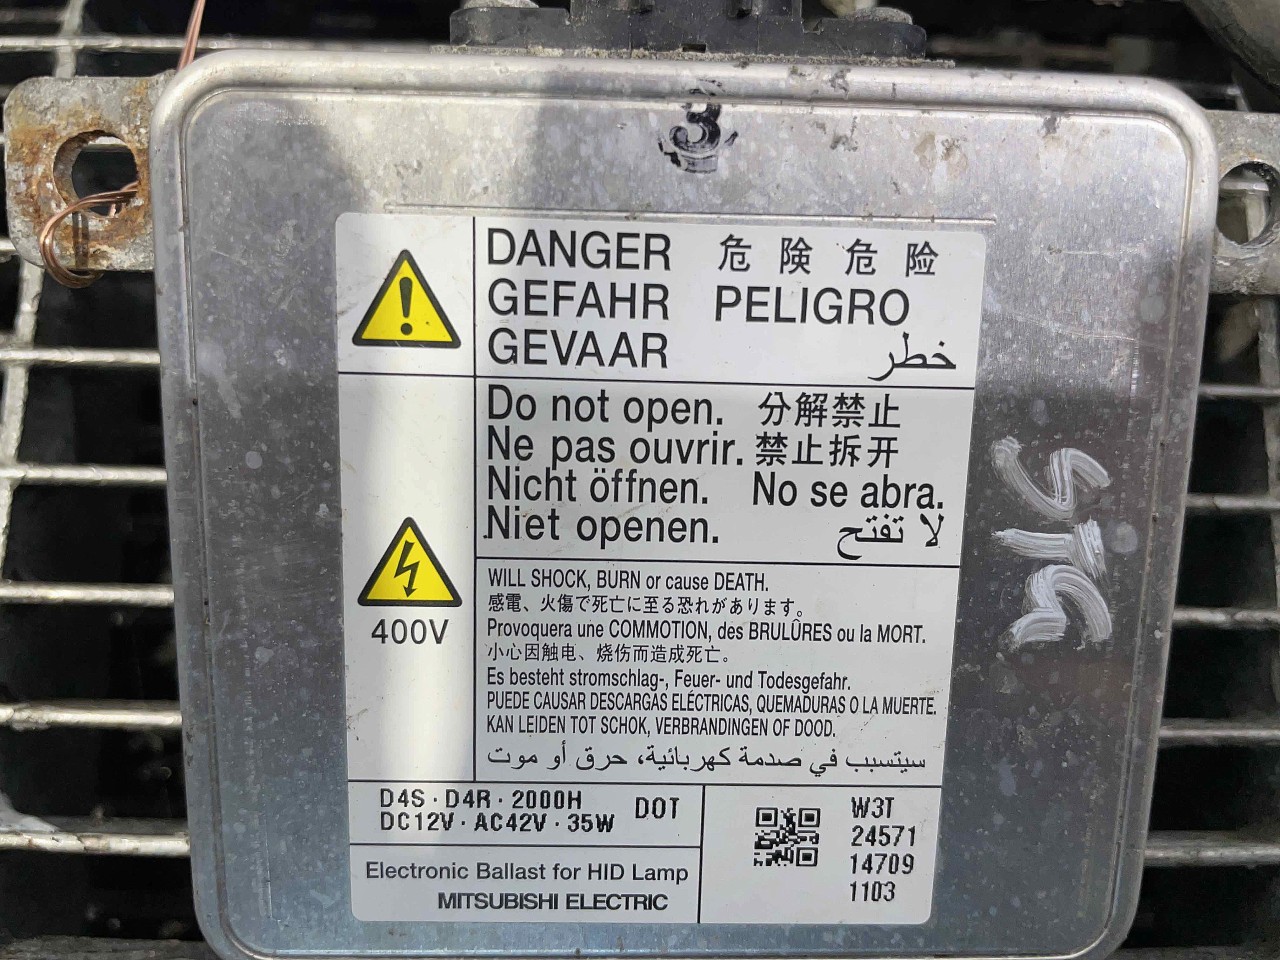 3
DANGER 危 険 危 险
GEFAHR PELIGRO
GEVAAR خطر
Do not open. 分解禁止
Ne pas ouvrir. 禁止拆开
Nicht öffnen. No se abra.
Niet openen. لا تفتح
400V
WILL SHOCK, BURN or cause DEATH.
感電、火傷で死亡に至る恐れがあります。
Provoquera une COMMOTION, des BRULÛRES ou la MORT.
小心因触电、烧伤而造成死亡。
Es besteht stromschlag-, Feuer- und Todesgefahr.
PUEDE CAUSAR DESCARGAS ELÉCTRICAS, QUEMADURAS O LA MUERTE.
KAN LEIDEN TOT SCHOK, VERBRANDINGEN OF DOOD.
سيتسبب في صدمة كهربائية، حرق أو موت
D4S · D4R · 2000H DOT
DC12V · AC42V · 35W
Electronic Ballast for HID Lamp
MITSUBISHI ELECTRIC
W3T
24571
14709
1103